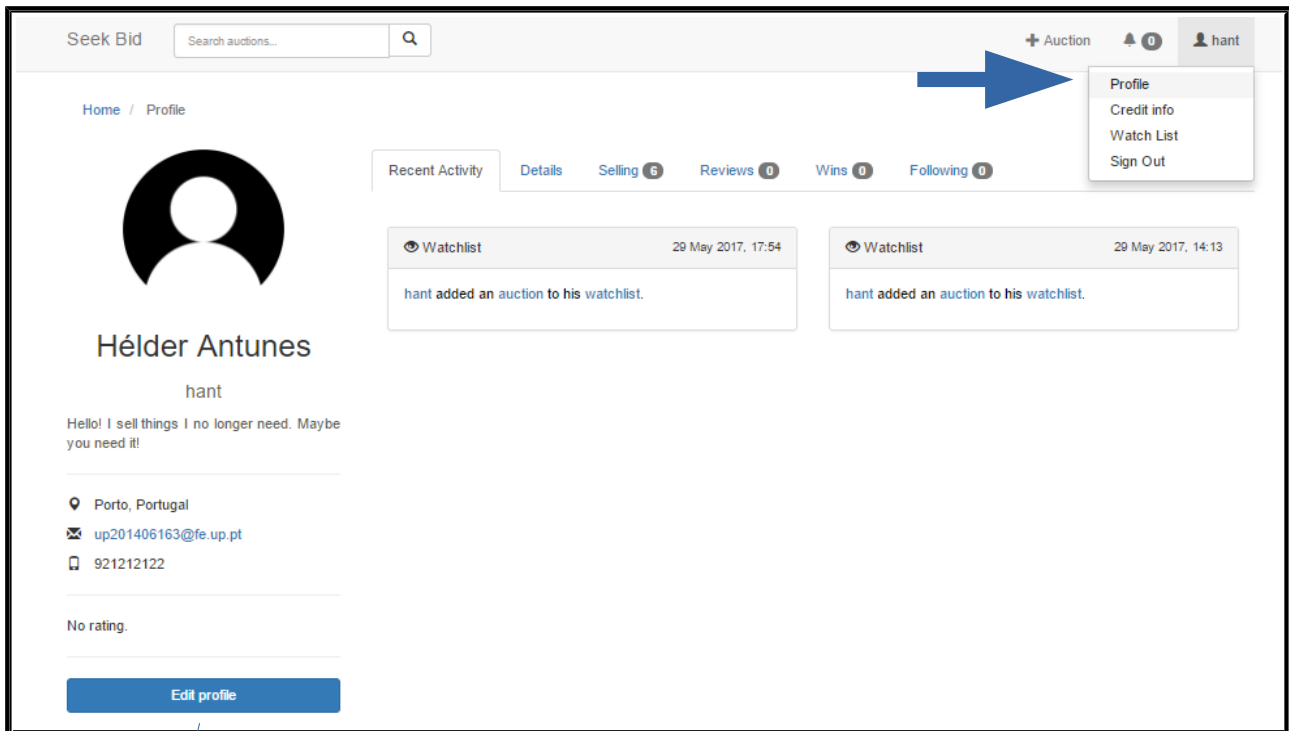 Seek Bid
Search auctions...
Auction
0
hant
Profile
Credit info
Watch List
Sign Out
Home / Profile
Recent Activity
Details
Selling 6
Reviews 0
Wins 0
Following 0
Watchlist
29 May 2017, 17:54
hant added an auction to his watchlist.
Watchlist
29 May 2017, 14:13
hant added an auction to his watchlist.
Hélder Antunes
hant
Hello! I sell things I no longer need. Maybe
you need it!
Porto, Portugal
up201406163@fe.up.pt
921212122
No rating.
Edit profile